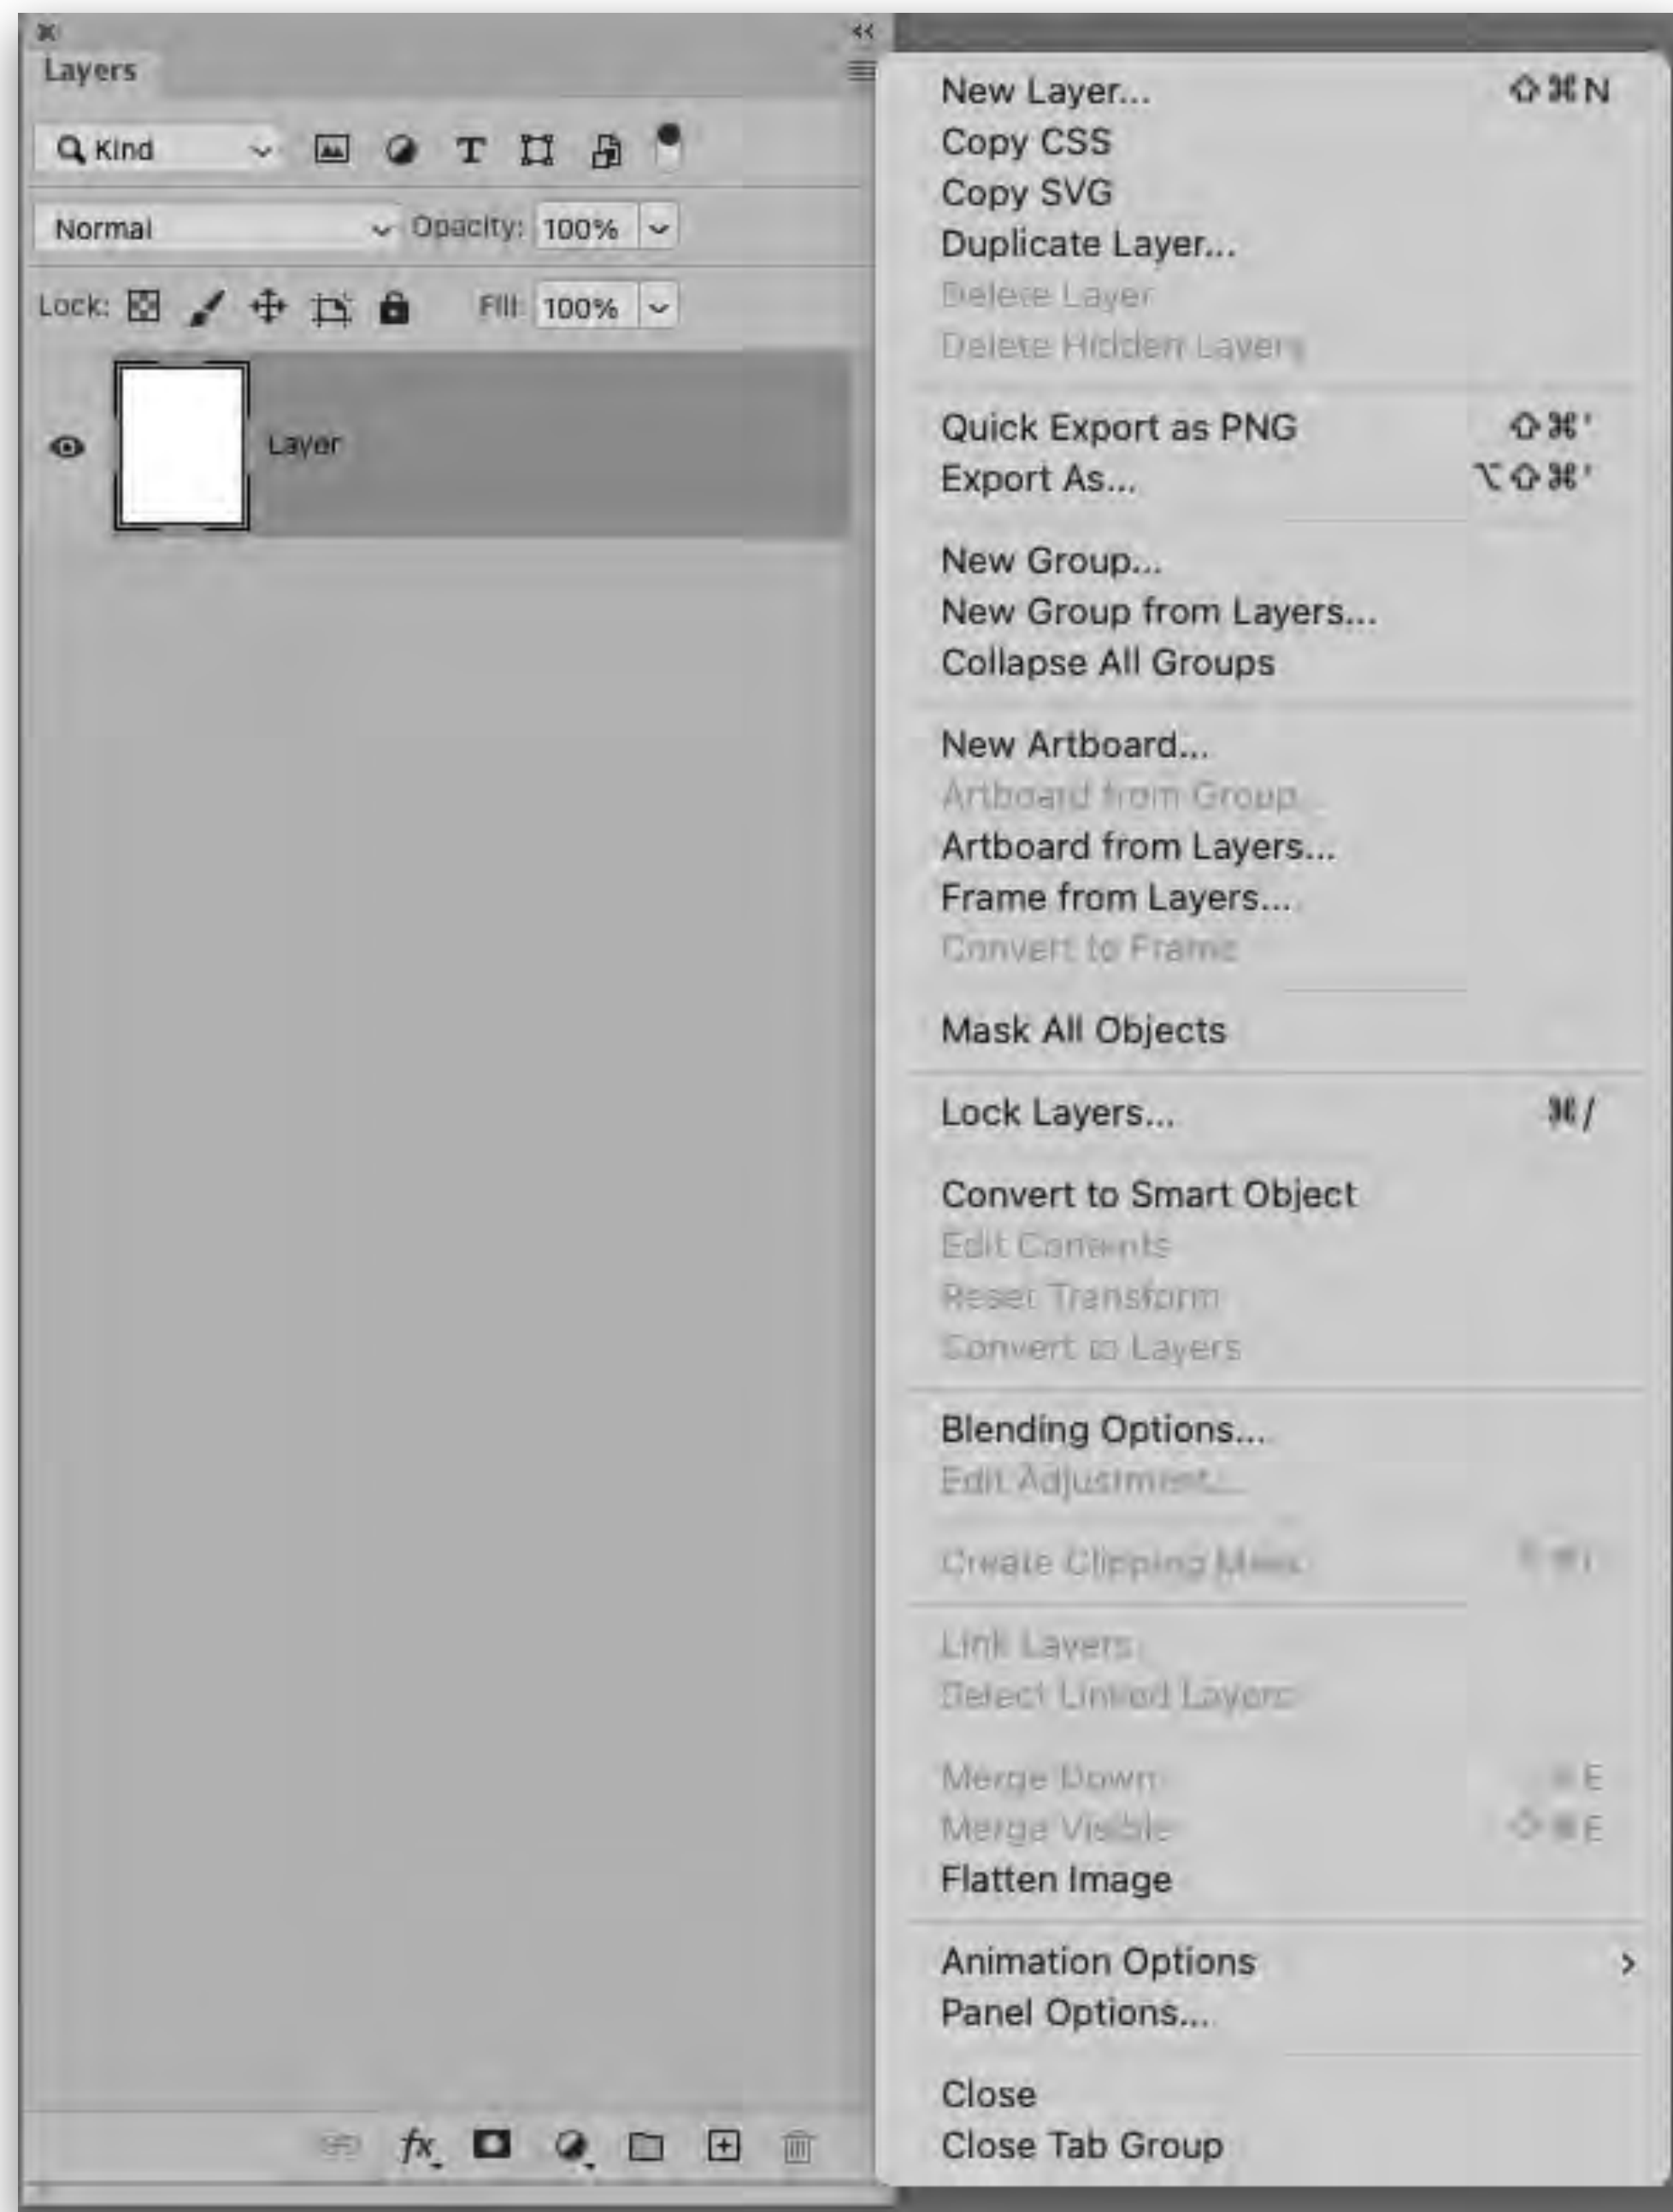 Layers
Kind
Normal Opacity: 100%
Lock: Fill: 100%
Layer
fx
New Layer... ⇧⌘N
Copy CSS
Copy SVG
Duplicate Layer...
Delete Layer
Delete Hidden Layers
Quick Export as PNG ⇧⌘'
Export As... ⌥⇧⌘'
New Group...
New Group from Layers...
Collapse All Groups
New Artboard...
Artboard from Group...
Artboard from Layers...
Frame from Layers...
Convert to Frame
Mask All Objects
Lock Layers... ⌘/
Convert to Smart Object
Edit Contents
Reset Transform
Convert to Layers
Blending Options...
Edit Adjustment...
Create Clipping Mask
Link Layers
Select Linked Layers
Merge Down ⌘E
Merge Visible ⇧⌘E
Flatten Image
Animation Options >
Panel Options...
Close
Close Tab Group